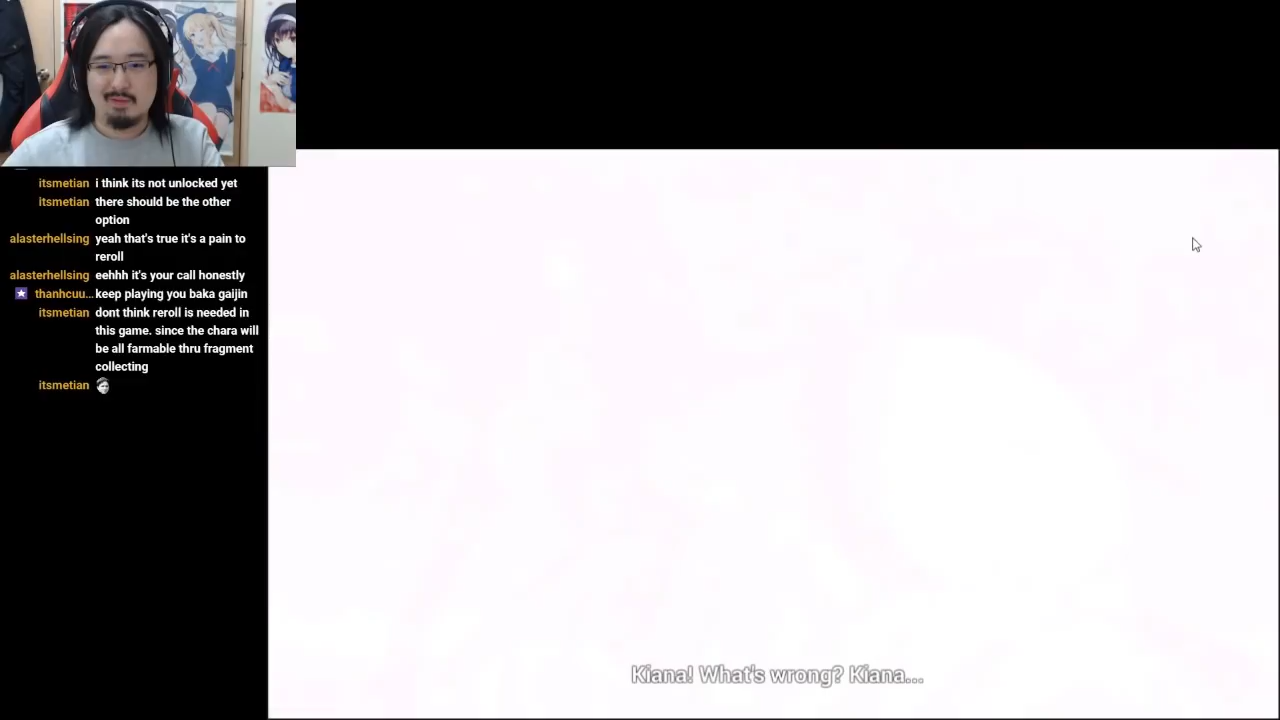 itsmetian i think its not unlocked yet
itsmetian there should be the other
option
alasterhellsing yeah that's true it's a pain to
reroll
alasterhellsing eehhh it's your call honestly
thanhcuu... keep playing you baka gaijin
itsmetian dont think reroll is needed in
this game. since the chara will
be all farmable thru fragment
collecting
itsmetian
Kiana! What's wrong? Kiana...